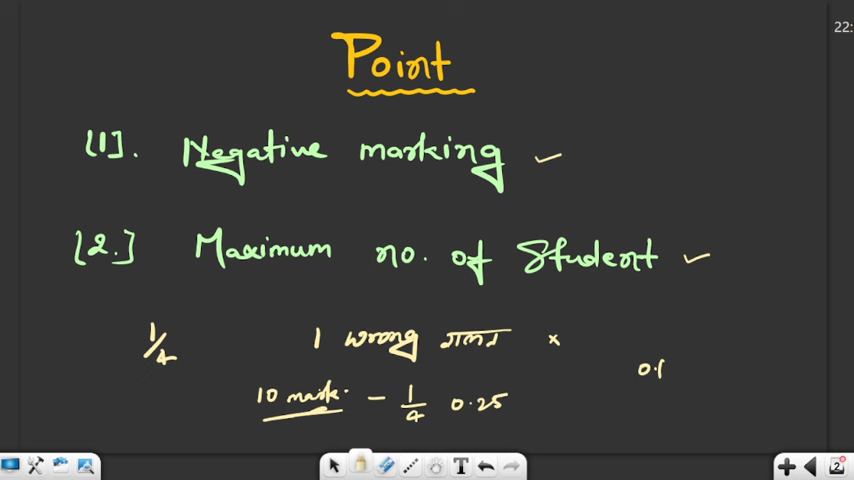 22:
Point
[1]. Negative marking ✓
[2.] Maximum no. of Student ✓
1/4 1 wrong गलत ×
10 mark. - 1/4 0.25 0.1
2